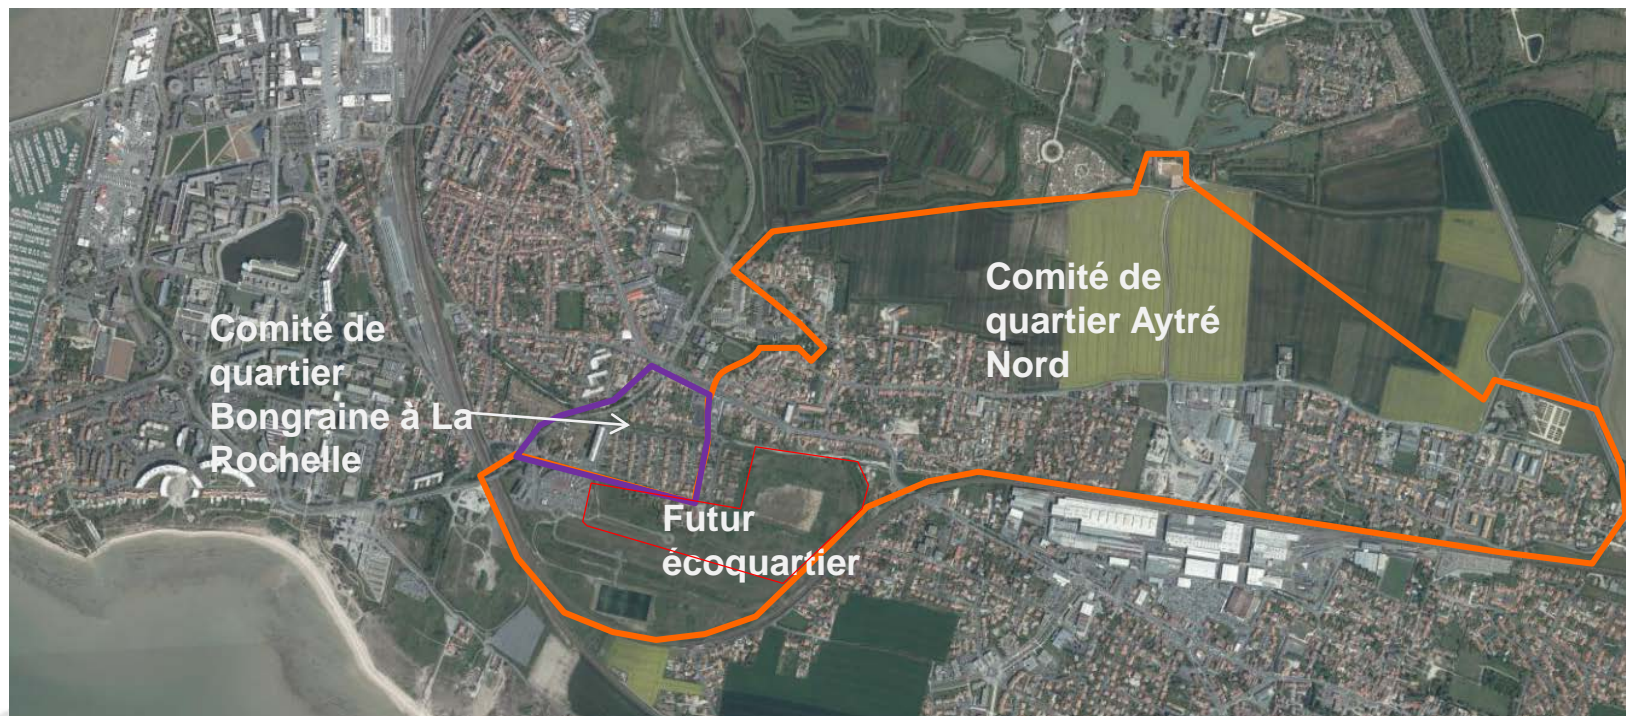 Comité de
quartier
Bongraine à La
Rochelle
Comité de
quartier Aytré
Nord
Futur
écoquartier